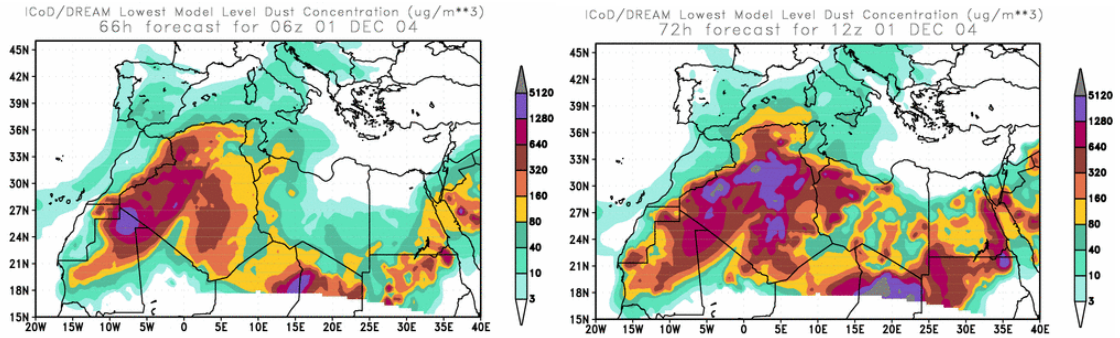 ICoD/DREAM Lowest Model Level Dust Concentration (ug/m**3)
66h forecast for 06z 01 DEC 04
45N
42N
39N
36N
33N
30N
27N
24N
21N
18N
15N
20W 15W 10W 5W 0 5E 10E 15E 20E 25E 30E 35E 40E
5120
1280
640
320
160
80
40
10
3
ICoD/DREAM Lowest Model Level Dust Concentration (ug/m**3)
72h forecast for 12z 01 DEC 04
45N
42N
39N
36N
33N
30N
27N
24N
21N
18N
15N
20W 15W 10W 5W 0 5E 10E 15E 20E 25E 30E 35E 40E
5120
1280
640
320
160
80
40
10
3